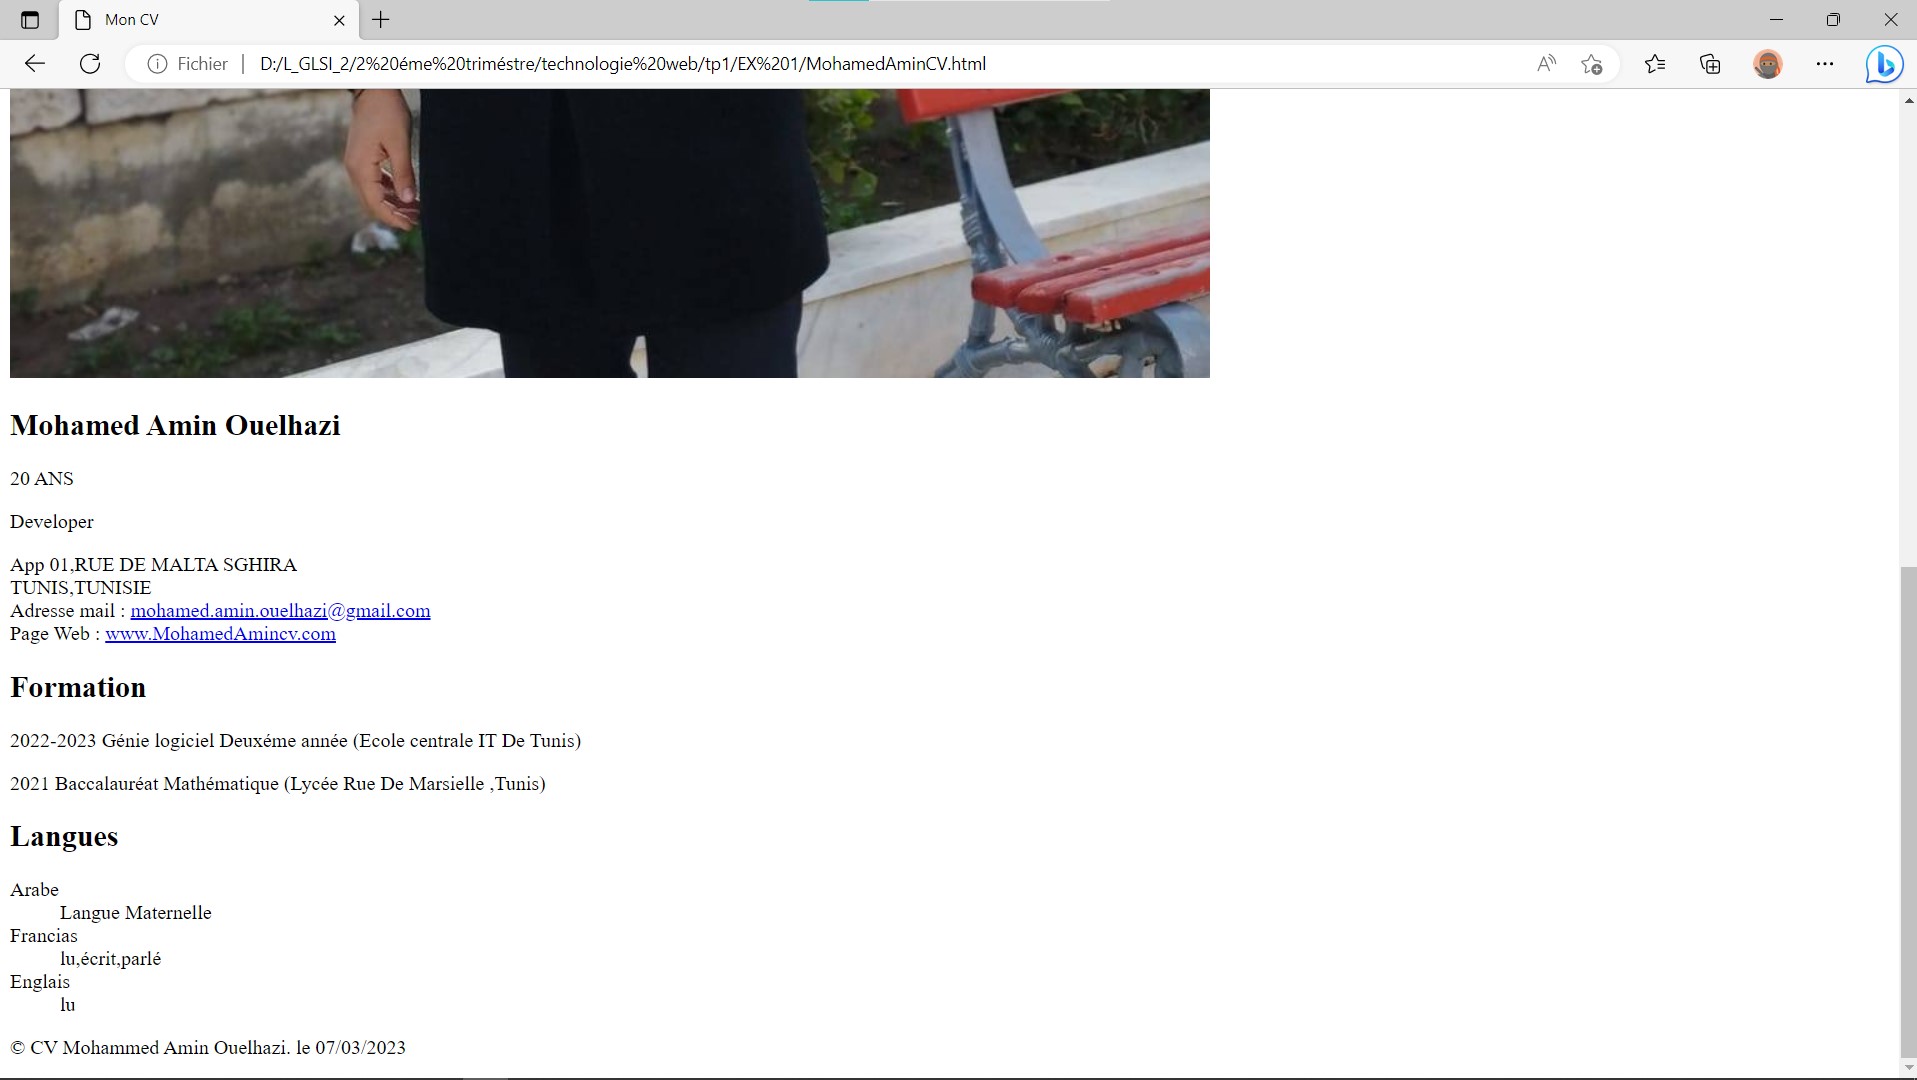 Mon CV
Fichier
D:/L_GLSI_2/2%20éme%20triméstre/technologie%20web/tp1/EX%201/MohamedAminCV.html
Mohamed Amin Ouelhazi
20 ANS
Developer
App 01,RUE DE MALTA SGHIRA
TUNIS,TUNISIE
Adresse mail : mohamed.amin.ouelhazi@gmail.com
Page Web : www.MohamedAmincv.com
Formation
2022-2023 Génie logiciel Deuxéme année (Ecole centrale IT De Tunis)
2021 Baccalauréat Mathématique (Lycée Rue De Marsielle ,Tunis)
Langues
Arabe
Langue Maternelle
Francias
lu,écrit,parlé
Englais
lu
© CV Mohammed Amin Ouelhazi. le 07/03/2023